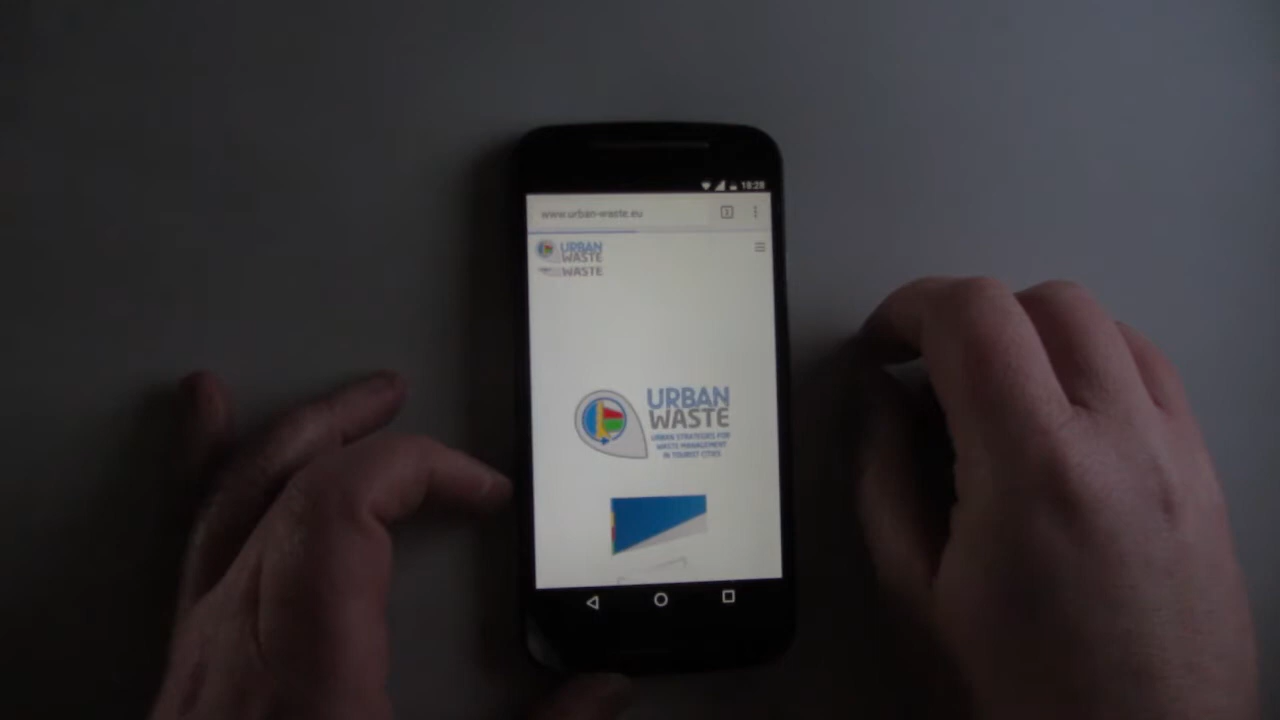 18:28
www.urban-waste.eu
URBAN
WASTE
WASTE
URBAN
WASTE
URBAN STRATEGIES FOR
WASTE MANAGEMENT
IN TOURIST CITIES